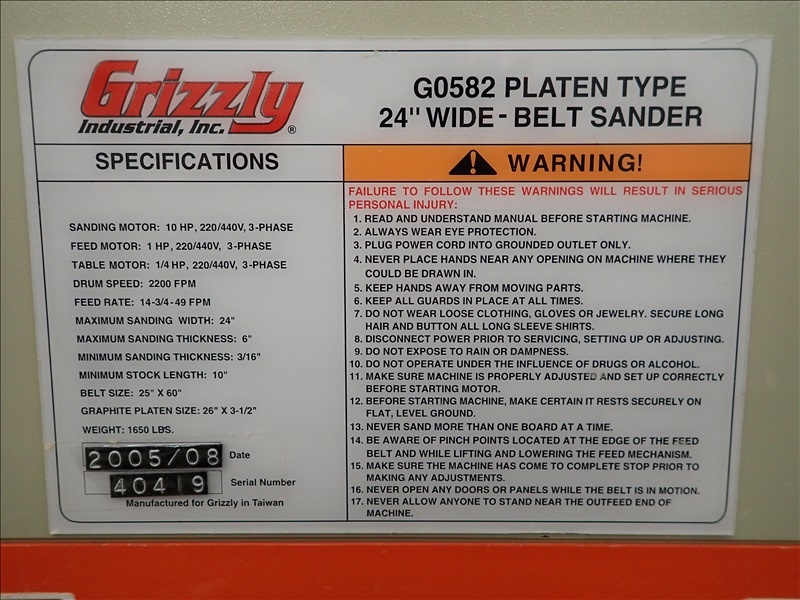 Grizzly
Industrial, Inc.®
G0582 PLATEN TYPE
24" WIDE - BELT SANDER
SPECIFICATIONS
SANDING MOTOR: 10 HP, 220/440V, 3-PHASE
FEED MOTOR: 1 HP, 220/440V, 3-PHASE
TABLE MOTOR: 1/4 HP, 220/440V, 3-PHASE
DRUM SPEED: 2200 FPM
FEED RATE: 14-3/4-49 FPM
MAXIMUM SANDING WIDTH: 24"
MAXIMUM SANDING THICKNESS: 6"
MINIMUM SANDING THICKNESS: 3/16"
MINIMUM STOCK LENGTH: 10"
BELT SIZE: 25" X 60"
GRAPHITE PLATEN SIZE: 26" X 3-1/2"
WEIGHT: 1650 LBS.
2005/08 Date
404 9 Serial Number
Manufactured for Grizzly in Taiwan
WARNING!
FAILURE TO FOLLOW THESE WARNINGS WILL RESULT IN SERIOUS
PERSONAL INJURY:
1. READ AND UNDERSTAND MANUAL BEFORE STARTING MACHINE.
2. ALWAYS WEAR EYE PROTECTION.
3. PLUG POWER CORD INTO GROUNDED OUTLET ONLY.
4. NEVER PLACE HANDS NEAR ANY OPENING ON MACHINE WHERE THEY
COULD BE DRAWN IN.
5. KEEP HANDS AWAY FROM MOVING PARTS.
6. KEEP ALL GUARDS IN PLACE AT ALL TIMES.
7. DO NOT WEAR LOOSE CLOTHING, GLOVES OR JEWELRY. SECURE LONG
HAIR AND BUTTON ALL LONG SLEEVE SHIRTS.
8. DISCONNECT POWER PRIOR TO SERVICING, SETTING UP OR ADJUSTING.
9. DO NOT EXPOSE TO RAIN OR DAMPNESS.
10. DO NOT OPERATE UNDER THE INFLUENCE OF DRUGS OR ALCOHOL.
11. MAKE SURE MACHINE IS PROPERLY ADJUSTED AND SET UP CORRECTLY
BEFORE STARTING MOTOR.
12. BEFORE STARTING MACHINE, MAKE CERTAIN IT RESTS SECURELY ON
FLAT, LEVEL GROUND.
13. NEVER SAND MORE THAN ONE BOARD AT A TIME.
14. BE AWARE OF PINCH POINTS LOCATED AT THE EDGE OF THE FEED
BELT AND WHILE LIFTING AND LOWERING THE FEED MECHANISM.
15. MAKE SURE THE MACHINE HAS COME TO COMPLETE STOP PRIOR TO
MAKING ANY ADJUSTMENTS.
16. NEVER OPEN ANY DOORS OR PANELS WHILE THE BELT IS IN MOTION.
17. NEVER ALLOW ANYONE TO STAND NEAR THE OUTFEED END OF
MACHINE.